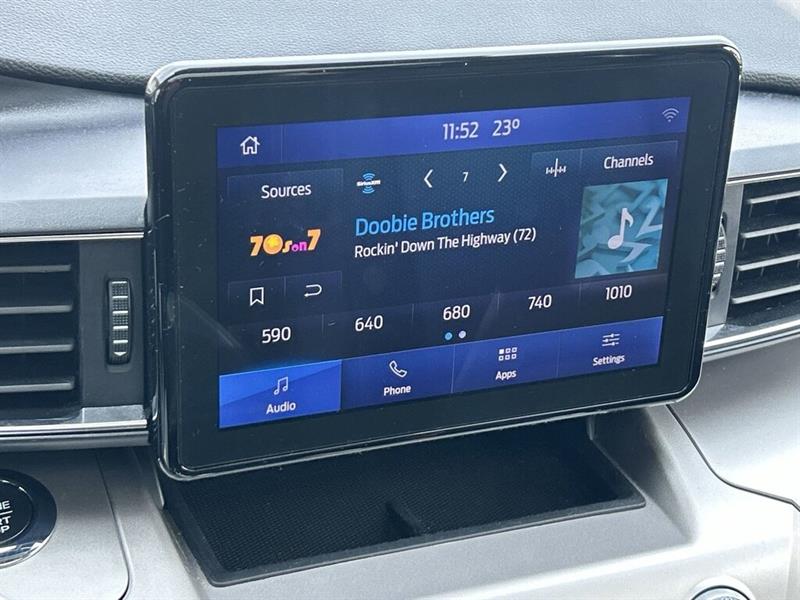 11:52 23°
Sources
SiriusXM
7
Channels
70s on 7
Doobie Brothers
Rockin' Down The Highway (72)
590
640
680
740
1010
Audio
Phone
Apps
Settings